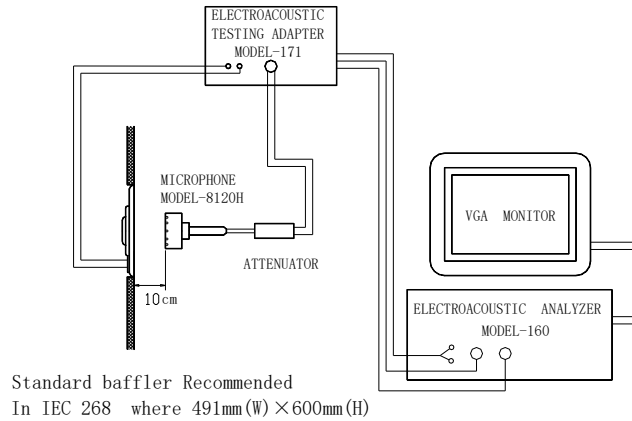 ELECTROACOUSTIC
TESTING ADAPTER
MODEL-171
MICROPHONE
MODEL-8120H
ATTENUATOR
10cm
VGA MONITOR
ELECTROACOUSTIC ANALYZER
MODEL-160
Standard baffler Recommended
In IEC 268 where 491mm(W)×600mm(H)